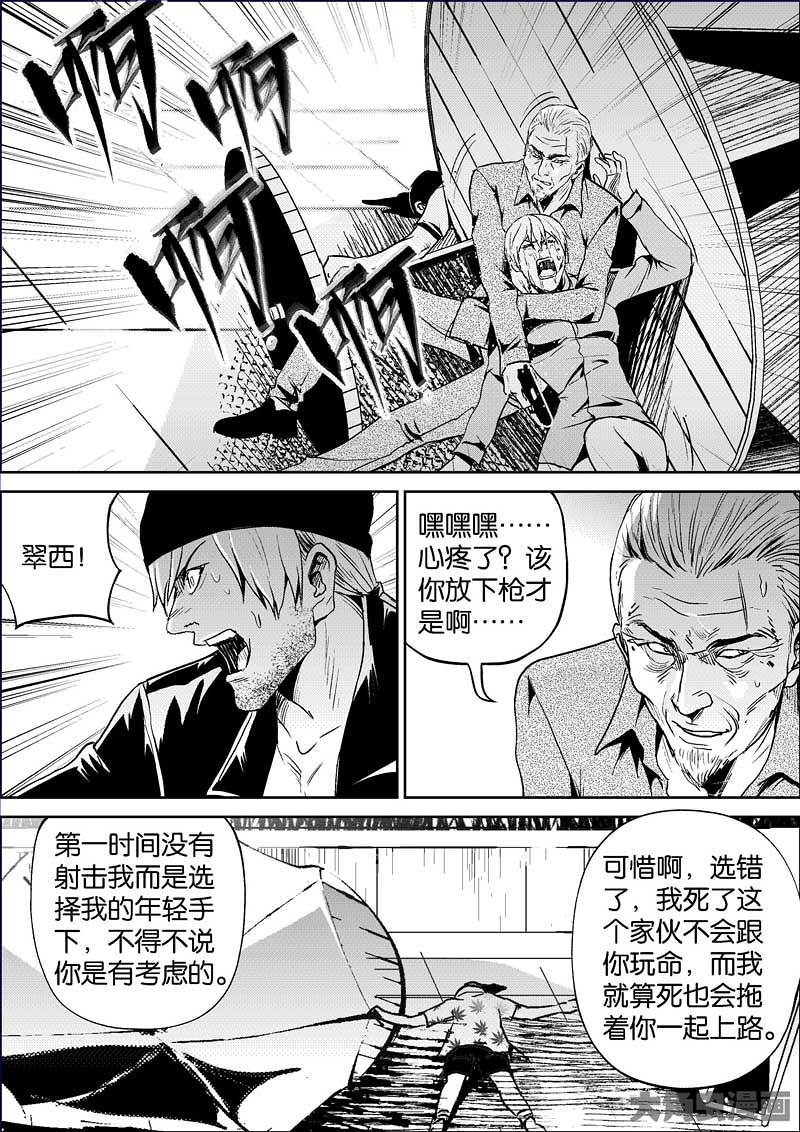 啊
啊
啊
啊
翠西！
嘿嘿嘿……
心疼了？该
你放下枪才
是啊……
第一时间没有
射击我而是选
择我的年轻手
下，不得不说
你是有考虑的。
可惜啊，选错
了，我死了这
个家伙不会跟
你玩命，而我
就算死也会拖
着你一起上路。